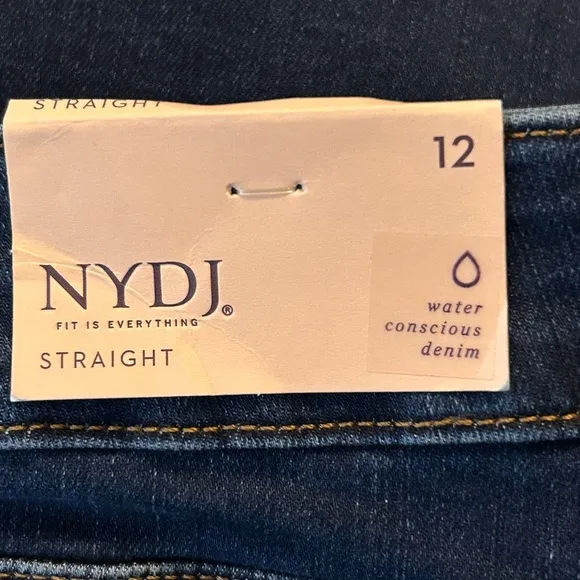 STRAIGHT
12
NYDJ®
FIT IS EVERYTHING
STRAIGHT
water
conscious
denim